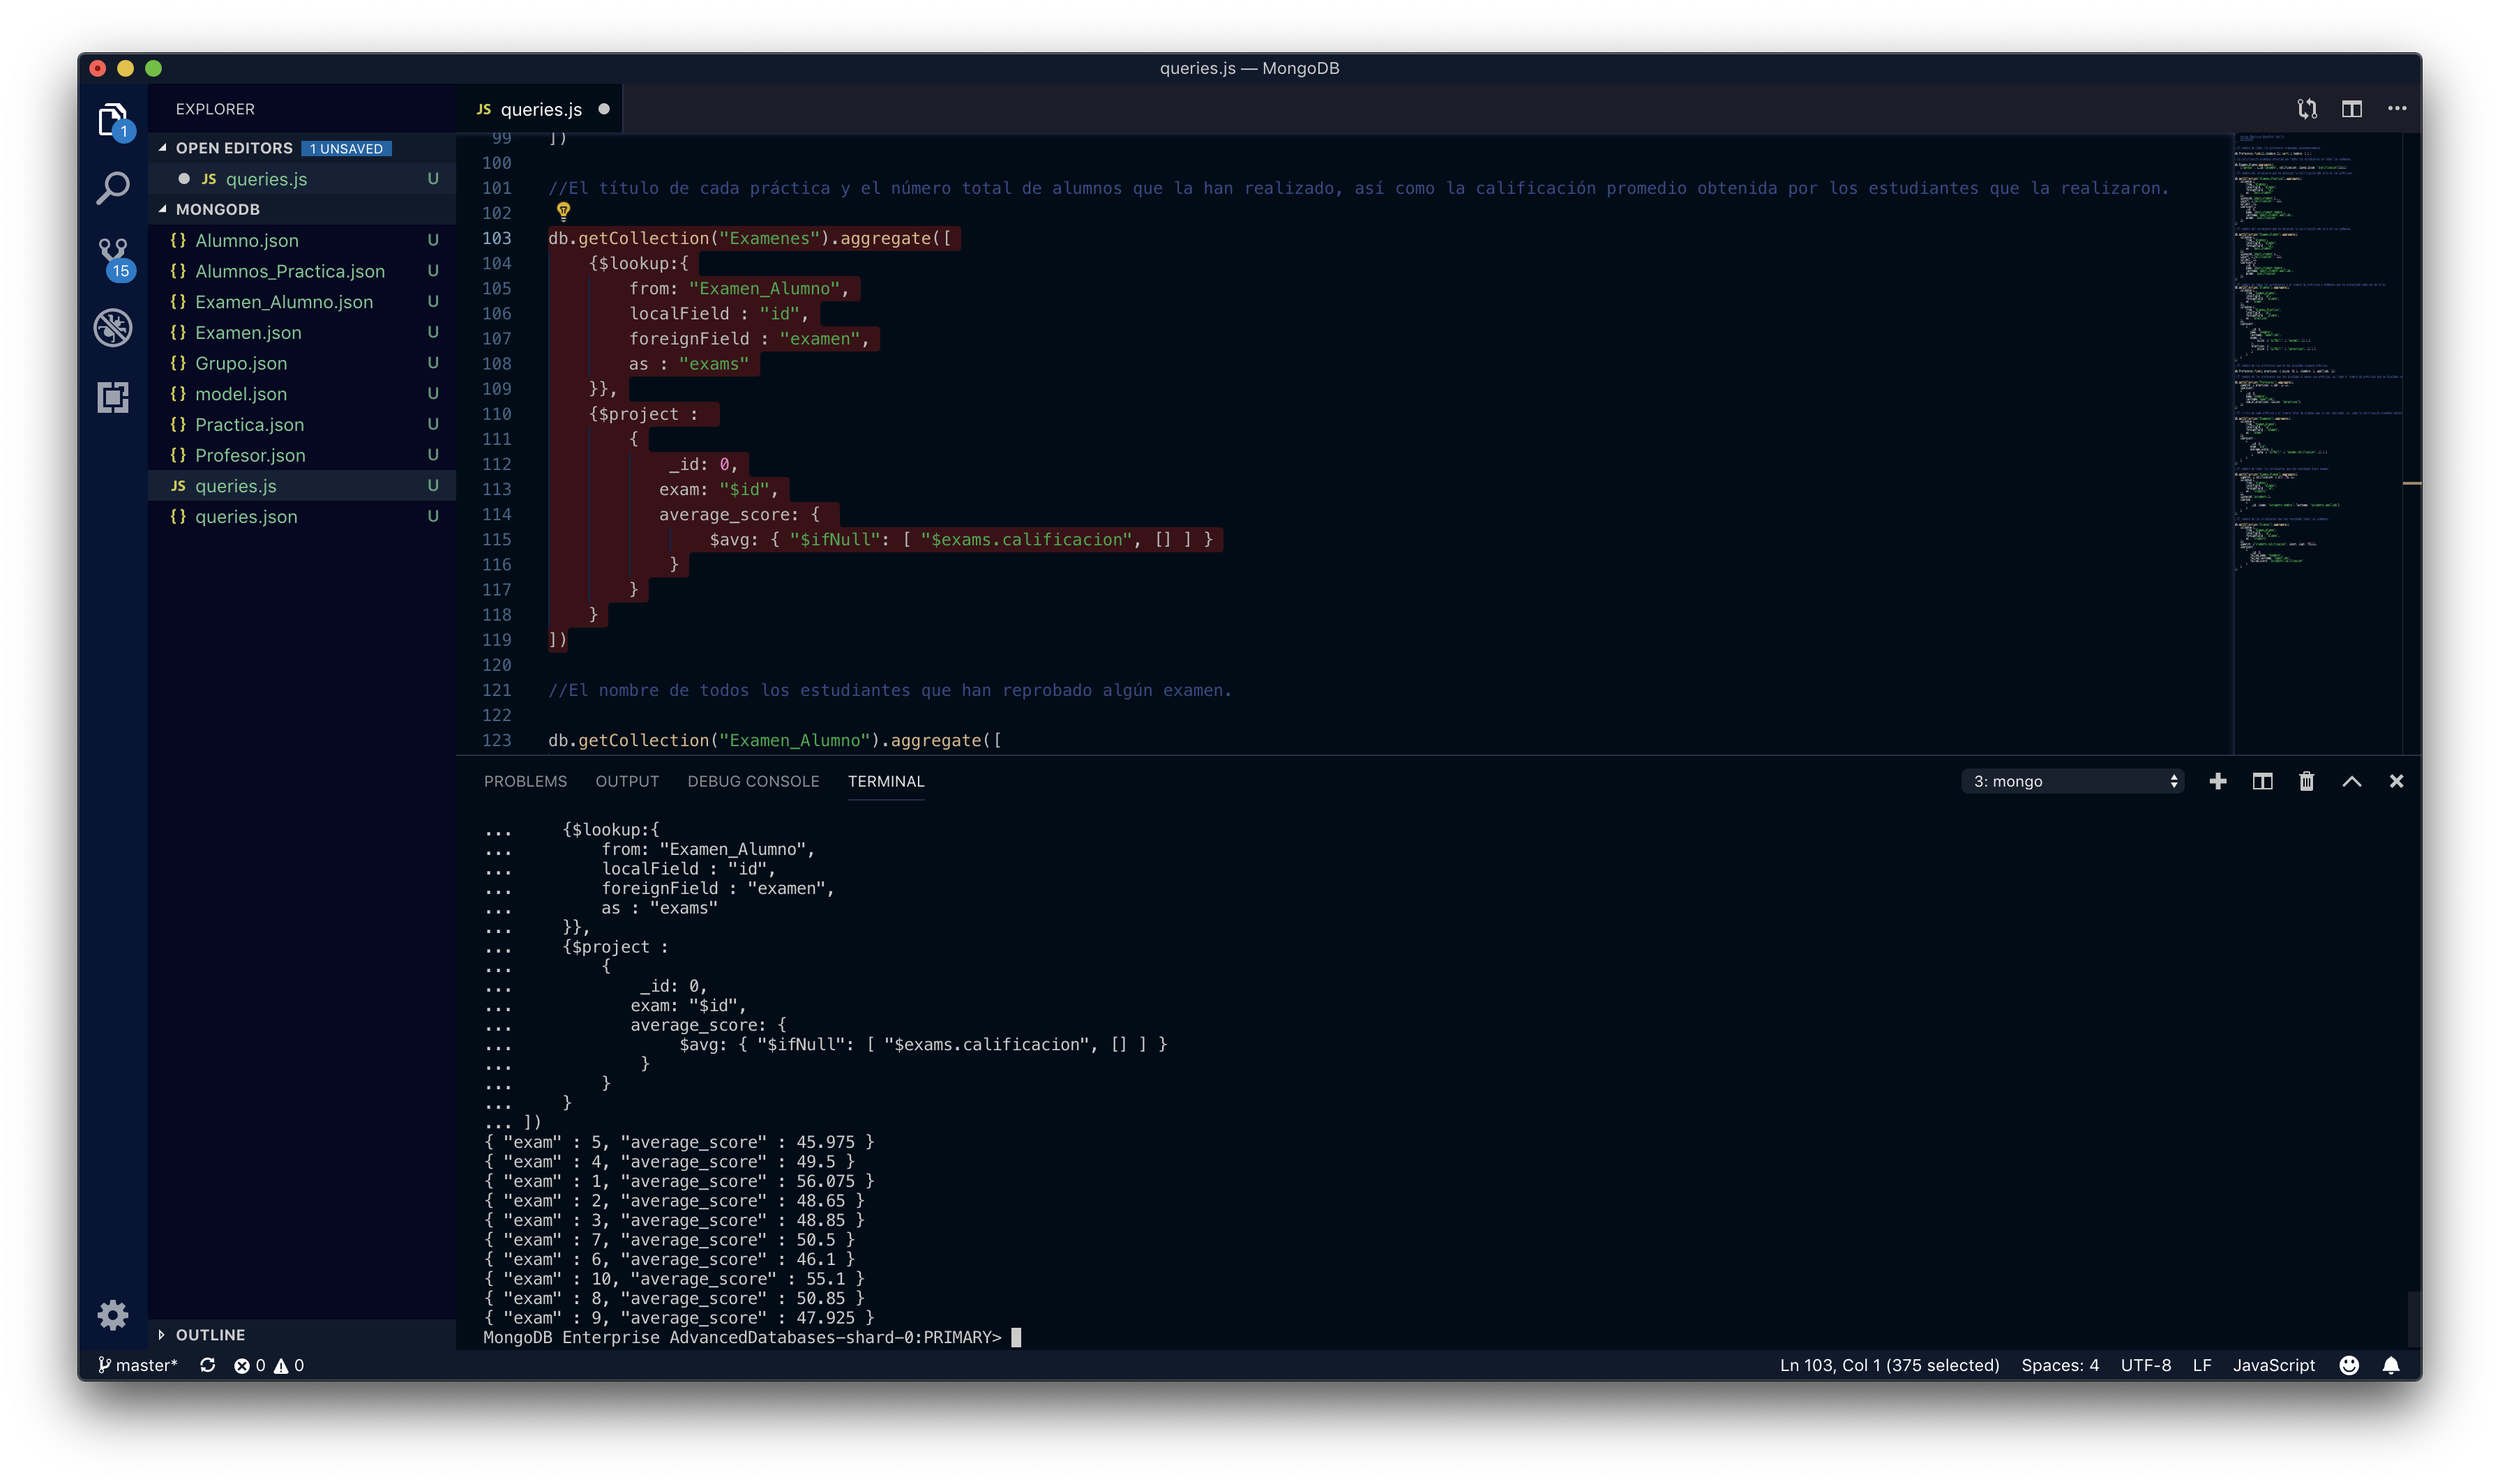 queries.js — MongoDB
EXPLORER
OPEN EDITORS 1 UNSAVED
JS queries.js U
MONGODB
{} Alumno.json U
{} Alumnos_Practica.json U
{} Examen_Alumno.json U
{} Examen.json U
{} Grupo.json U
{} model.json U
{} Practica.json U
{} Profesor.json U
JS queries.js U
{} queries.json U
OUTLINE
1
15
JS queries.js
99 ])
100
101 //El título de cada práctica y el número total de alumnos que la han realizado, así como la calificación promedio obtenida por los estudiantes que la realizaron.
102
103 db.getCollection("Examenes").aggregate([
104     {$lookup:{
105         from: "Examen_Alumno",
106         localField : "id",
107         foreignField : "examen",
108         as : "exams"
109     }},
110     {$project :
111         {
112             _id: 0,
113            exam: "$id",
114            average_score: {
115                 $avg: { "$ifNull": [ "$exams.calificacion", [] ] }
116             }
117         }
118     }
119 ])
120
121 //El nombre de todos los estudiantes que han reprobado algún examen.
122
123 db.getCollection("Examen_Alumno").aggregate([
PROBLEMS OUTPUT DEBUG CONSOLE TERMINAL 3: mongo
...     {$lookup:{
...         from: "Examen_Alumno",
...         localField : "id",
...         foreignField : "examen",
...         as : "exams"
...     }},
...     {$project :
...         {
...             _id: 0,
...            exam: "$id",
...            average_score: {
...                 $avg: { "$ifNull": [ "$exams.calificacion", [] ] }
...             }
...         }
...     }
... ])
{ "exam" : 5, "average_score" : 45.975 }
{ "exam" : 4, "average_score" : 49.5 }
{ "exam" : 1, "average_score" : 56.075 }
{ "exam" : 2, "average_score" : 48.65 }
{ "exam" : 3, "average_score" : 48.85 }
{ "exam" : 7, "average_score" : 50.5 }
{ "exam" : 6, "average_score" : 46.1 }
{ "exam" : 10, "average_score" : 55.1 }
{ "exam" : 8, "average_score" : 50.85 }
{ "exam" : 9, "average_score" : 47.925 }
MongoDB Enterprise AdvancedDatabases-shard-0:PRIMARY>
master* 0 0 Ln 103, Col 1 (375 selected) Spaces: 4 UTF-8 LF JavaScript